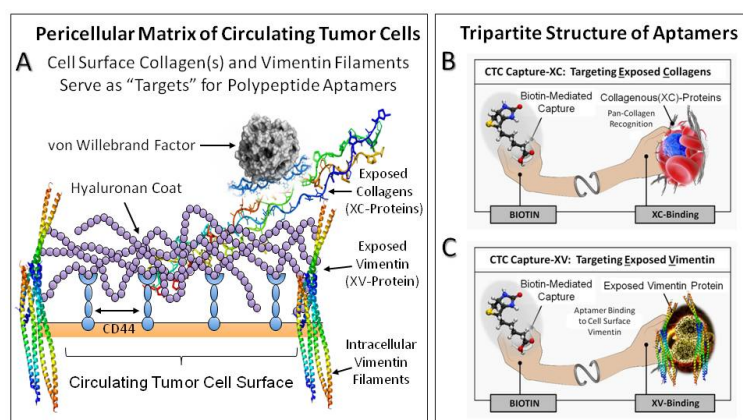 Pericellular Matrix of Circulating Tumor Cells
A
Cell Surface Collagen(s) and Vimentin Filaments
Serve as “Targets” for Polypeptide Aptamers
von Willebrand Factor
Hyaluronan Coat
Exposed
Collagens
(XC-Proteins)
Exposed
Vimentin
(XV-Protein)
CD44
Intracellular
Vimentin
Filaments
Circulating Tumor Cell Surface
Tripartite Structure of Aptamers
B
CTC Capture-XC: Targeting Exposed Collagens
Biotin-Mediated
Capture
Collagenous(XC)-Proteins
Pan-Collagen
Recognition
BIOTIN
XC-Binding
C
CTC Capture-XV: Targeting Exposed Vimentin
Biotin-Mediated
Capture
Exposed Vimentin Protein
Aptamer Binding
to Cell Surface
Vimentin
BIOTIN
XV-Binding